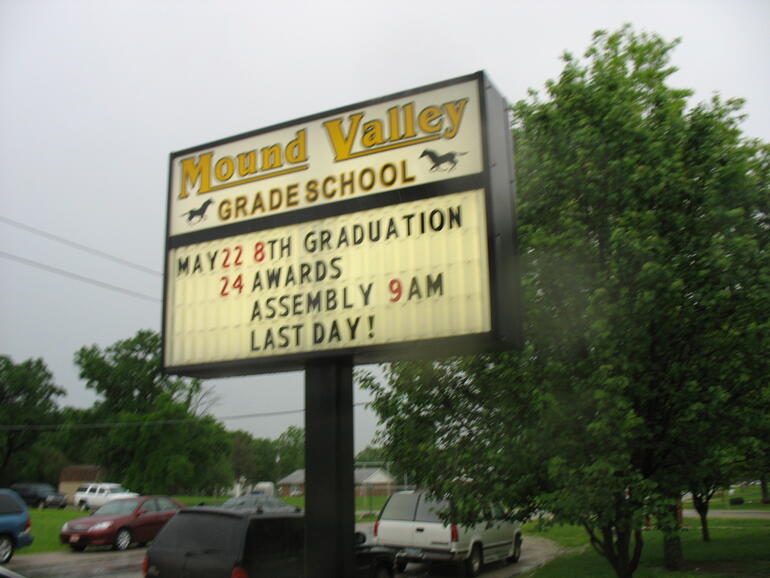 Mound Valley
GRADE SCHOOL
MAY 22 8TH GRADUATION
24 AWARDS
ASSEMBLY 9AM
LAST DAY!